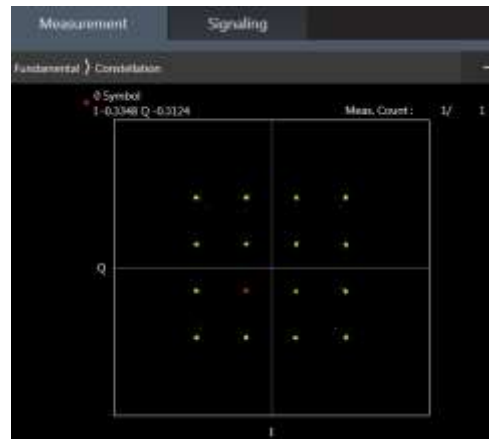 Measurement Signaling
Fundamental > Constellation
0 Symbol
I -0.3348 Q -0.3124 Meas. Count : 1/ 1
Q
I